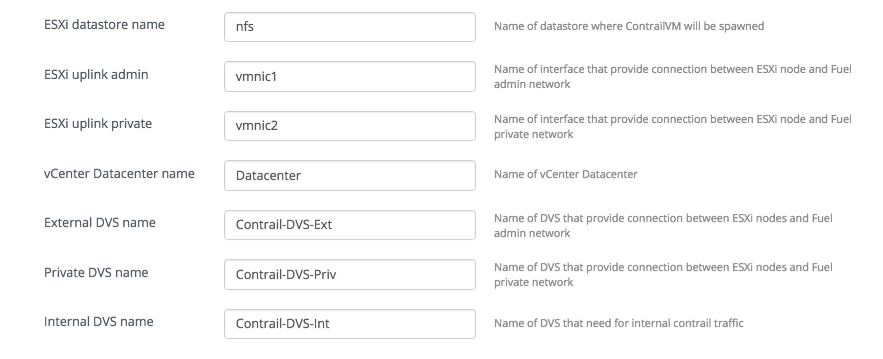 ESXi datastore name
nfs
Name of datastore where ContrailVM will be spawned
ESXi uplink admin
vmnic1
Name of interface that provide connection between ESXi node and Fuel
admin network
ESXi uplink private
vmnic2
Name of interface that provide connection between ESXi node and Fuel
private network
vCenter Datacenter name
Datacenter
Name of vCenter Datacenter
External DVS name
Contrail-DVS-Ext
Name of DVS that provide connection between ESXi nodes and Fuel
admin network
Private DVS name
Contrail-DVS-Priv
Name of DVS that provide connection between ESXi nodes and Fuel
private network
Internal DVS name
Contrail-DVS-Int
Name of DVS that need for internal contrail traffic